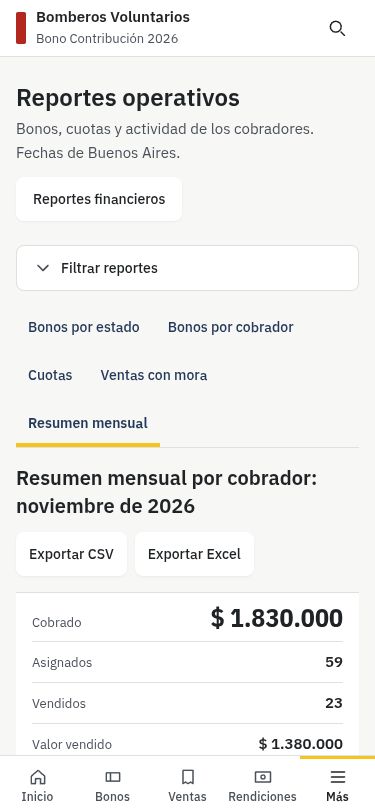 Bomberos Voluntarios
Bono Contribución 2026
Reportes operativos
Bonos, cuotas y actividad de los cobradores.
Fechas de Buenos Aires.
Reportes financieros
Filtrar reportes
Bonos por estado Bonos por cobrador
Cuotas Ventas con mora
Resumen mensual
Resumen mensual por cobrador:
noviembre de 2026
Exportar CSV Exportar Excel
Cobrado $ 1.830.000
Asignados 59
Vendidos 23
Valor vendido $ 1.380.000
Inicio Bonos Ventas Rendiciones Más